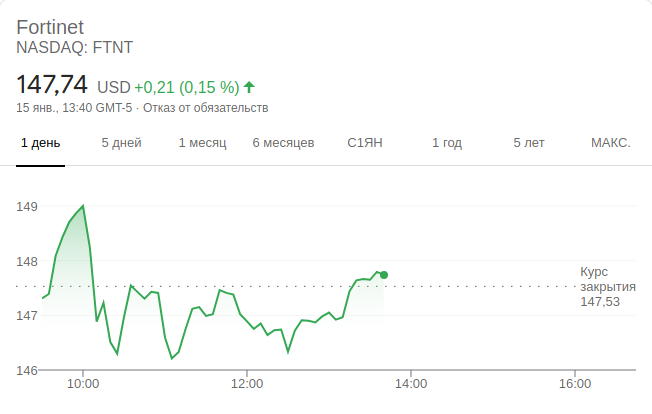 Fortinet
NASDAQ: FTNT
147,74 USD +0,21 (0,15 %)
15 янв., 13:40 GMT-5 · Отказ от обязательств
1 день 5 дней 1 месяц 6 месяцев С1ЯН 1 год 5 лет МАКС.
149
148
147
146
Курс
закрытия
147,53
10:00 12:00 14:00 16:00